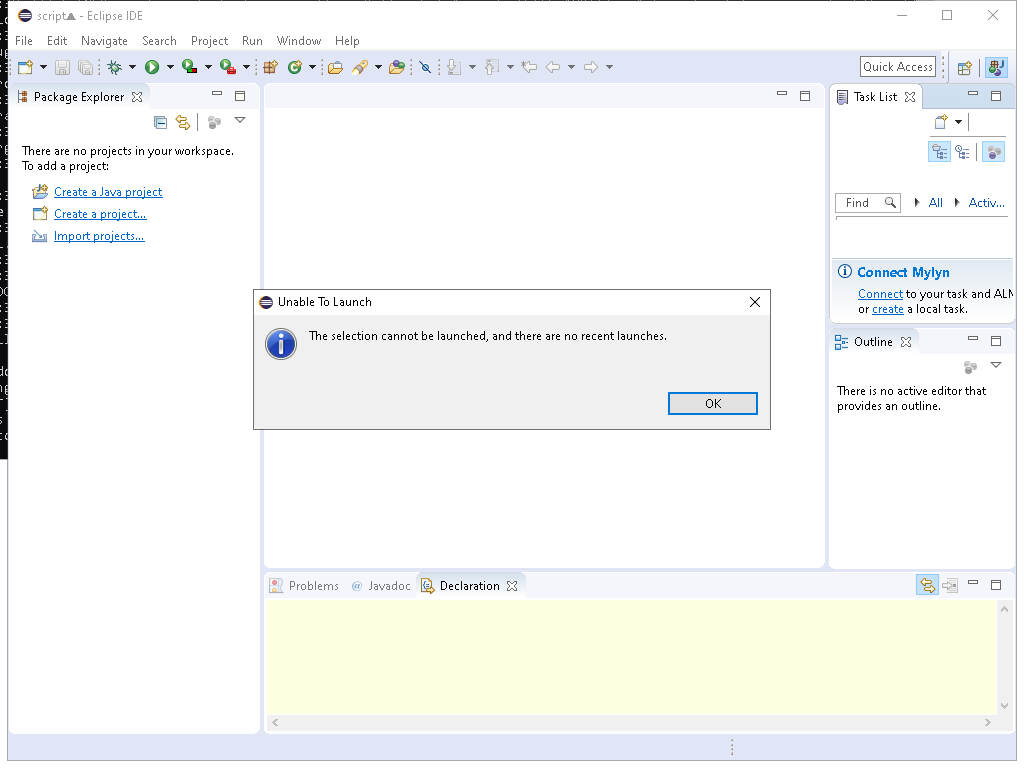 script▲ - Eclipse IDE
File Edit Navigate Search Project Run Window Help
Quick Access
Package Explorer
There are no projects in your workspace.
To add a project:
Create a Java project
Create a project...
Import projects...
Task List
Find
All
Activ...
Connect Mylyn
Connect to your task and ALM
or create a local task.
Outline
There is no active editor that
provides an outline.
Unable To Launch
The selection cannot be launched, and there are no recent launches.
OK
Problems @ Javadoc Declaration